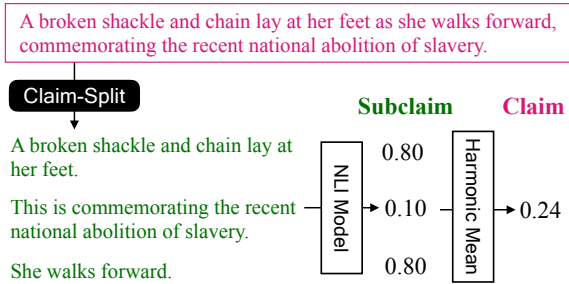 A broken shackle and chain lay at her feet as she walks forward,
commemorating the recent national abolition of slavery.
Claim-Split
Subclaim
Claim
A broken shackle and chain lay at
her feet.
This is commemorating the recent
national abolition of slavery.
She walks forward.
NLI Model
0.80
0.10
0.80
Harmonic Mean
0.24